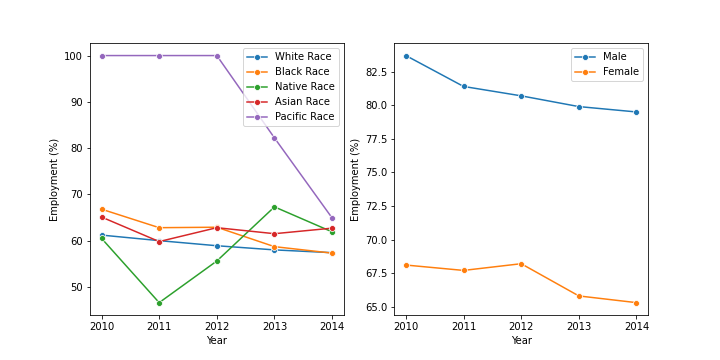 100
90
80
70
60
50
Employment (%)
2010 2011 2012 2013 2014
Year
White Race
Black Race
Native Race
Asian Race
Pacific Race
82.5
80.0
77.5
75.0
72.5
70.0
67.5
65.0
Employment (%)
2010 2011 2012 2013 2014
Year
Male
Female